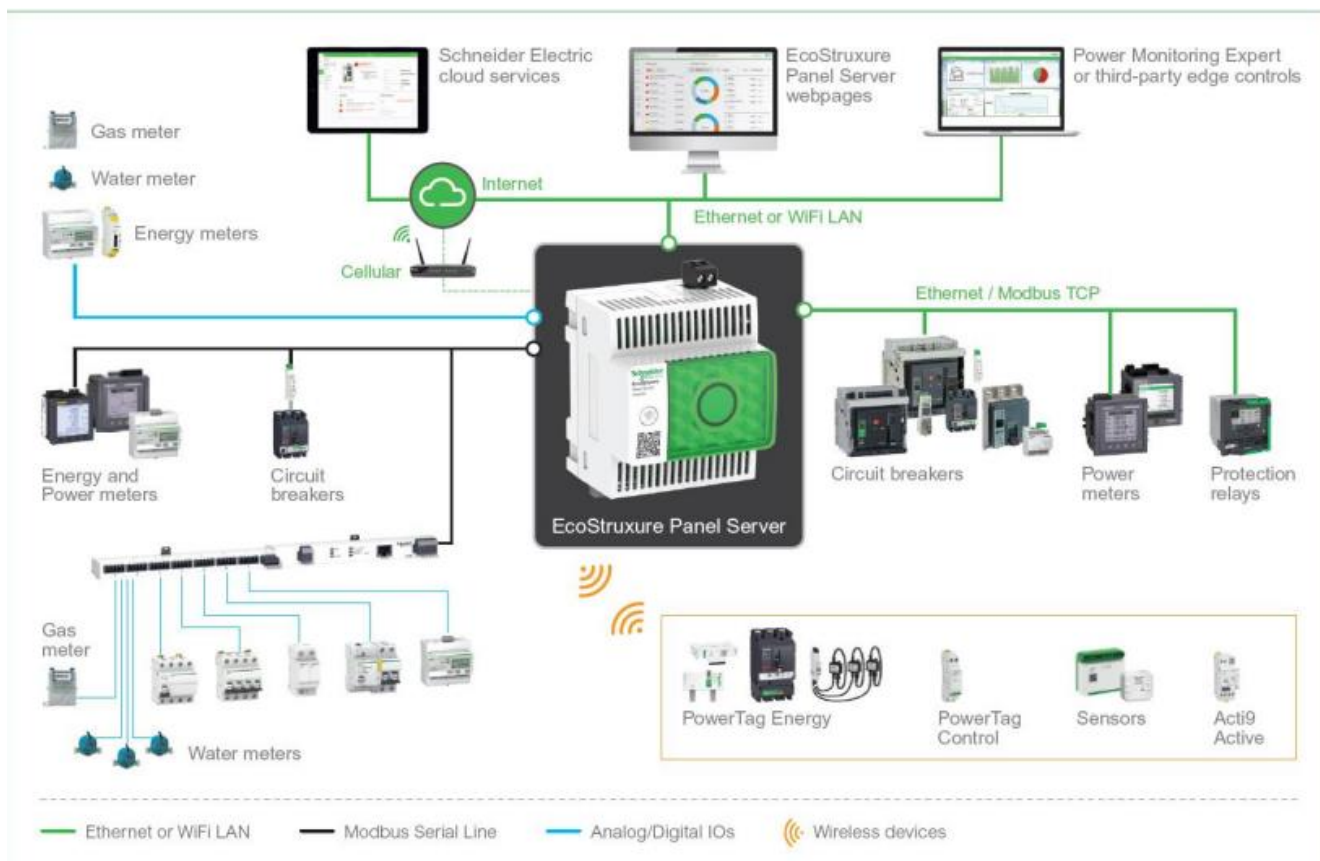 Schneider Electric
cloud services
EcoStruxure
Panel Server
webpages
Power Monitoring Expert
or third-party edge controls
Gas meter
Water meter
Energy meters
Internet
Ethernet or WiFi LAN
Cellular
Ethernet / Modbus TCP
Schneider
Energy and
Power meters
Circuit
breakers
EcoStruxure Panel Server
Circuit breakers
Power
meters
Protection
relays
Gas
meter
Water meters
PowerTag Energy
PowerTag
Control
Sensors
Acti9
Active
Ethernet or WiFi LAN
Modbus Serial Line
Analog/Digital IOs
Wireless devices